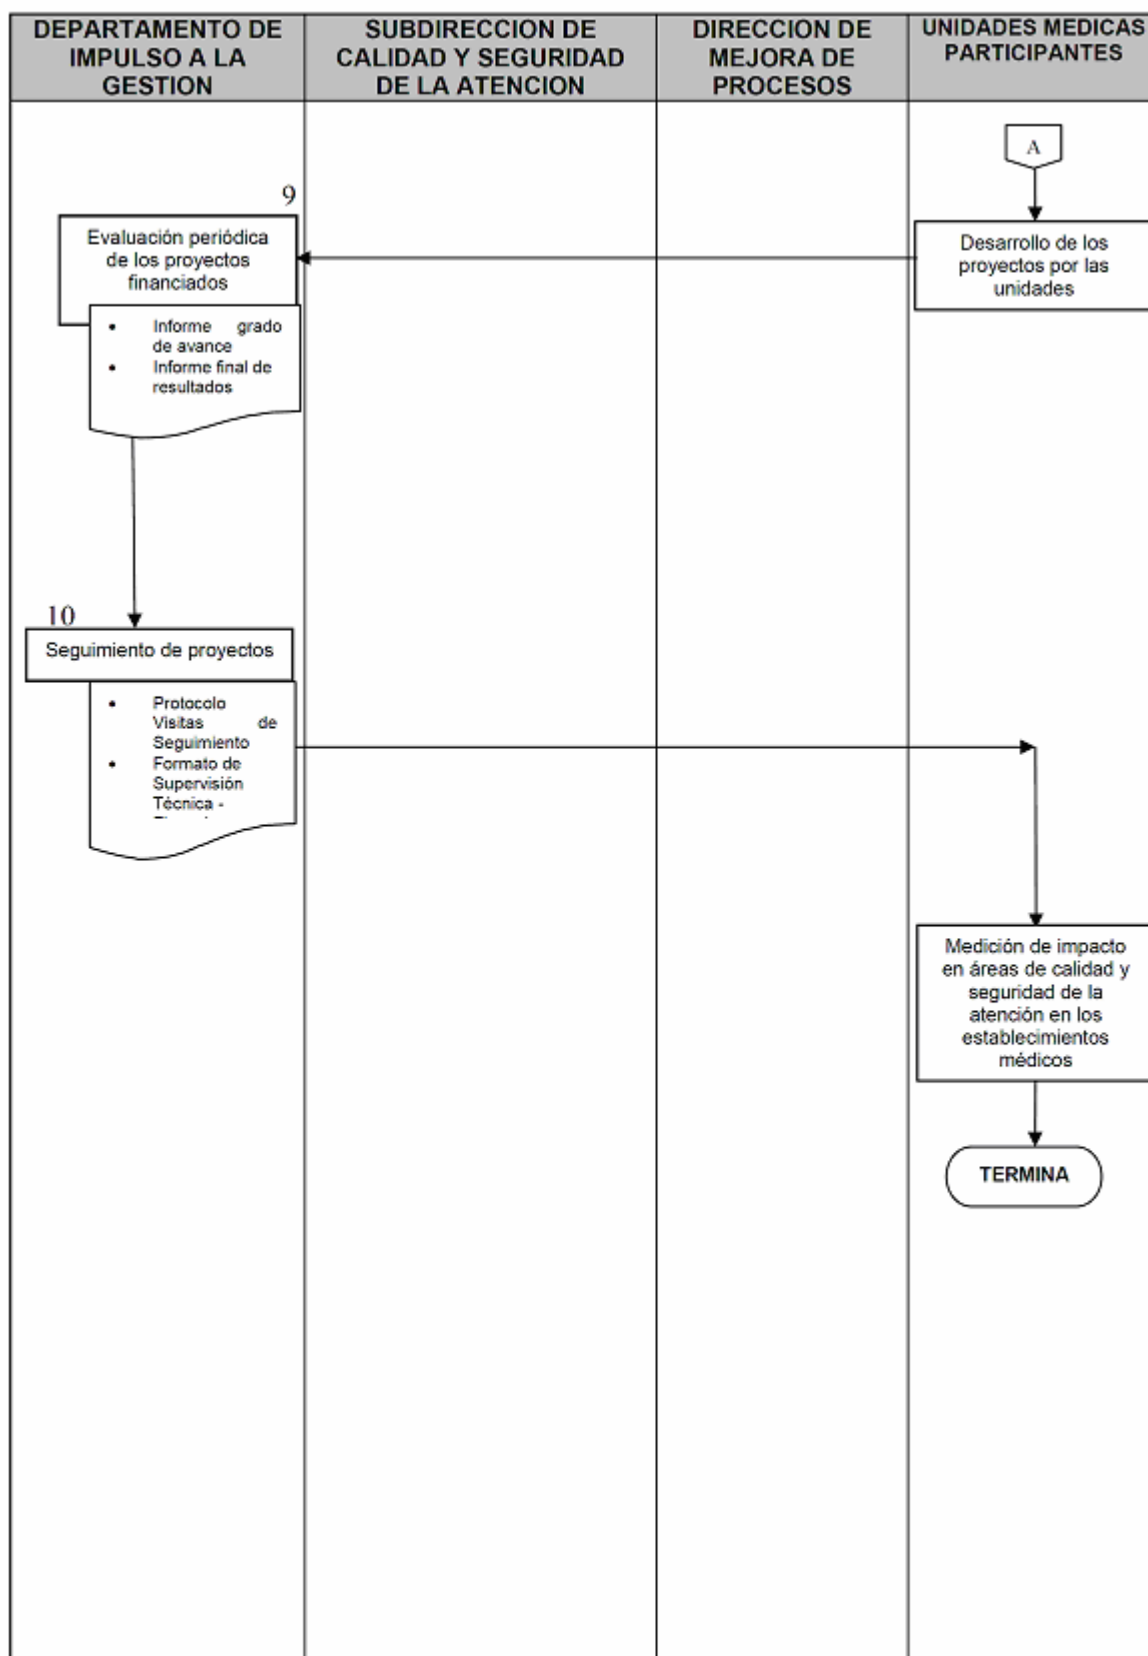 DEPARTAMENTO DE
IMPULSO A LA
GESTION
SUBDIRECCION DE
CALIDAD Y SEGURIDAD
DE LA ATENCION
DIRECCION DE
MEJORA DE
PROCESOS
UNIDADES MEDICAS
PARTICIPANTES
A
9
Evaluación periódica
de los proyectos
financiados
Desarrollo de los
proyectos por las
unidades
• Informe grado
de avance
• Informe final de
resultados
10
Seguimiento de proyectos
• Protocolo
Visitas de
Seguimiento
• Formato de
Supervisión
Técnica -
Medición de impacto
en áreas de calidad y
seguridad de la
atención en los
establecimientos
médicos
TERMINA